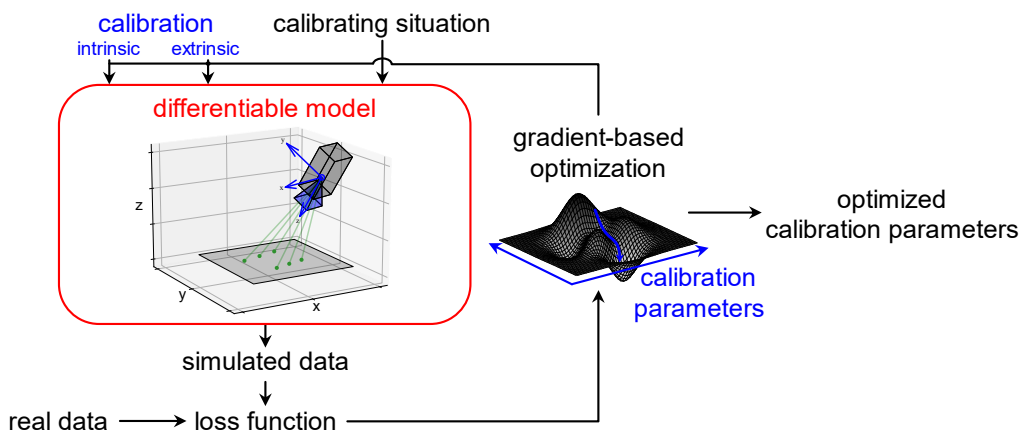 calibration
intrinsic extrinsic
calibrating situation
differentiable model
z
y
x
y
x
z
simulated data
real data
loss function
gradient-based
optimization
calibration
parameters
optimized
calibration parameters